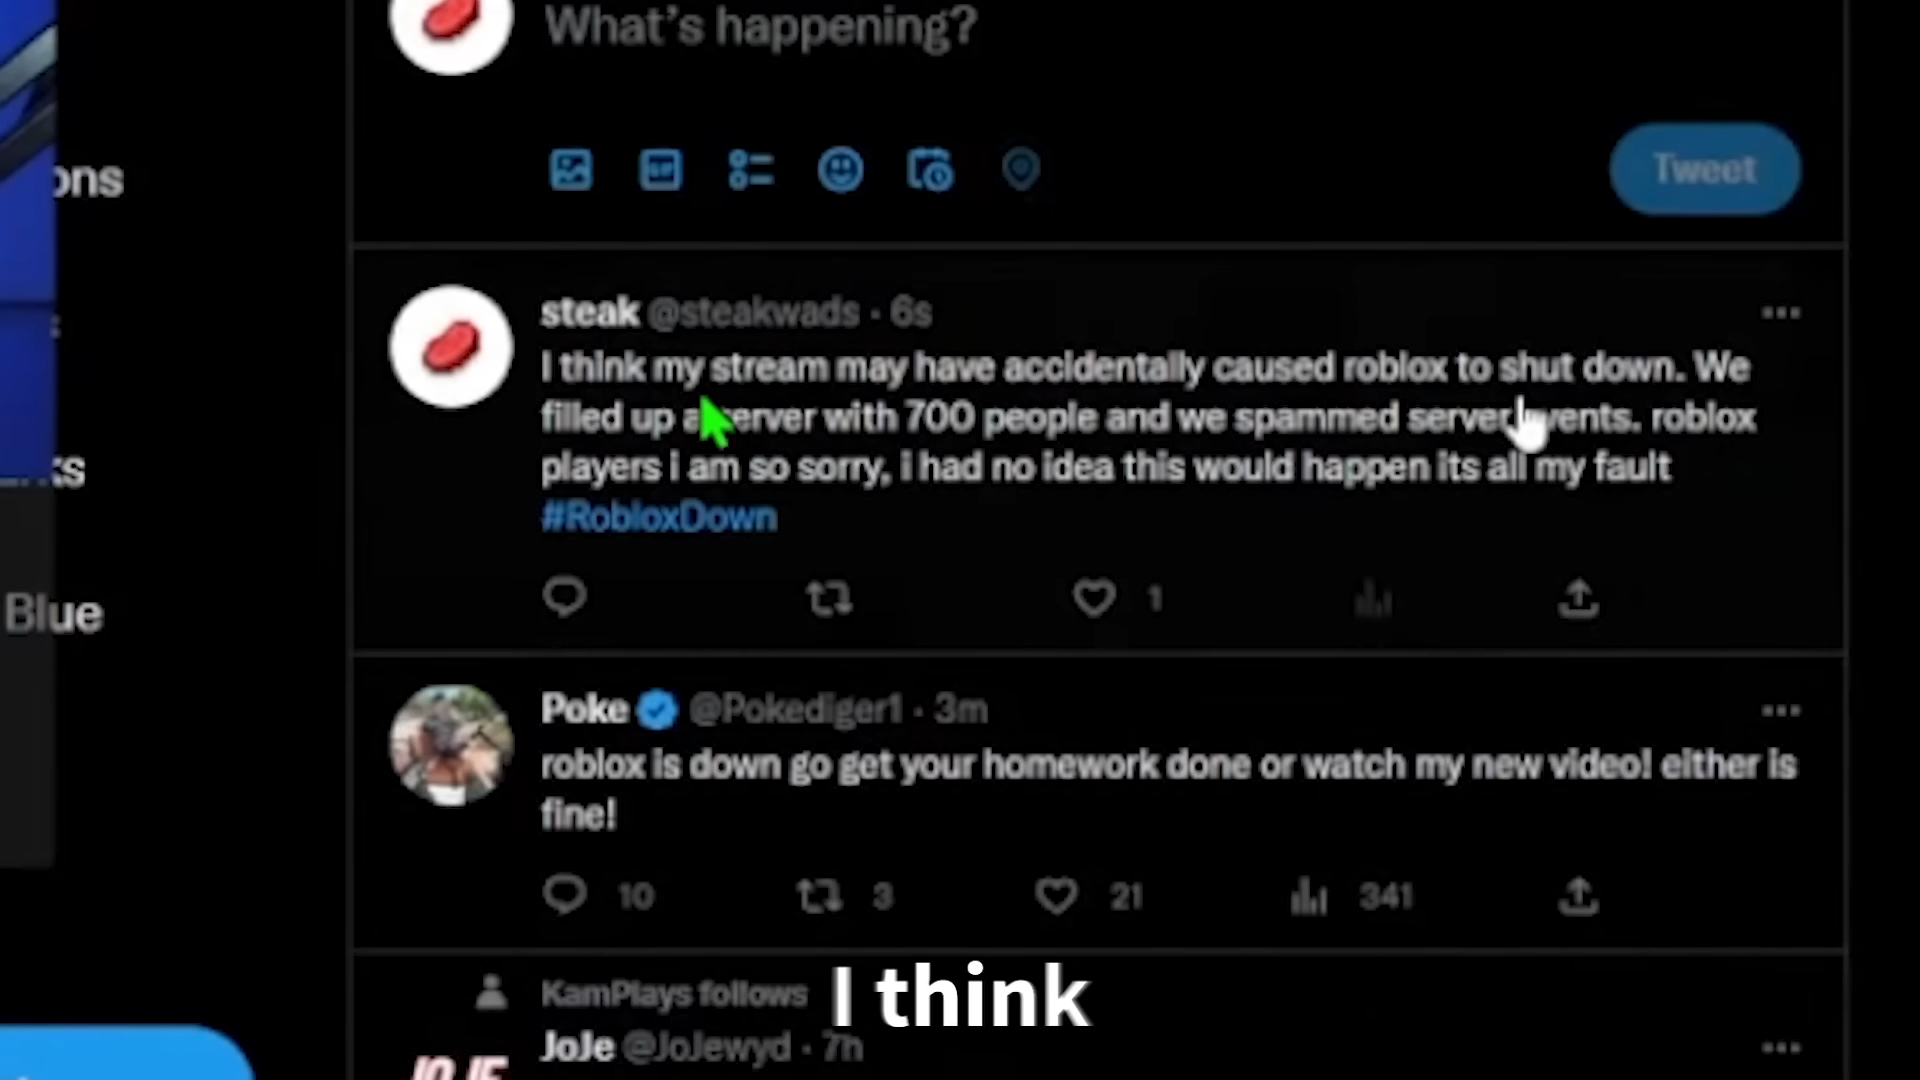 What's happening?
ons
GIF
Tweet
steak @steakwads · 6s
I think my stream may have accidentally caused roblox to shut down. We
filled up a server with 700 people and we spammed server events. roblox
players i am so sorry, i had no idea this would happen its all my fault
#RobloxDown
1
ks
Blue
Poke @Pokediger1 · 3m
roblox is down go get your homework done or watch my new video! either is
fine!
10 3 21 341
KamPlays follows
I think
JoJe @JoJewyd · 7h